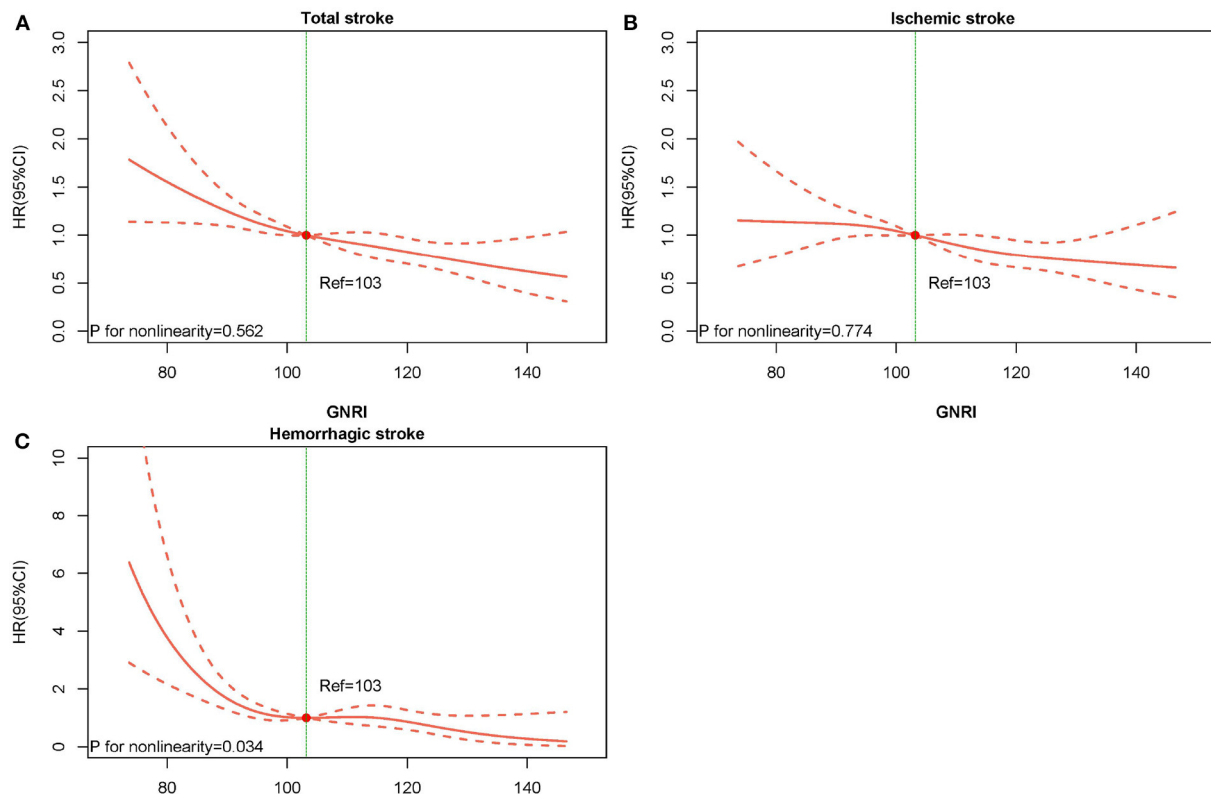 A
Total stroke
HR(95%CI)
3.0
2.5
2.0
1.5
1.0
0.5
0.0
Ref=103
P for nonlinearity=0.562
80 100 120 140
GNRI
B
Ischemic stroke
HR(95%CI)
3.0
2.5
2.0
1.5
1.0
0.5
0.0
Ref=103
P for nonlinearity=0.774
80 100 120 140
GNRI
C
Hemorrhagic stroke
HR(95%CI)
10
8
6
4
2
0
Ref=103
P for nonlinearity=0.034
80 100 120 140